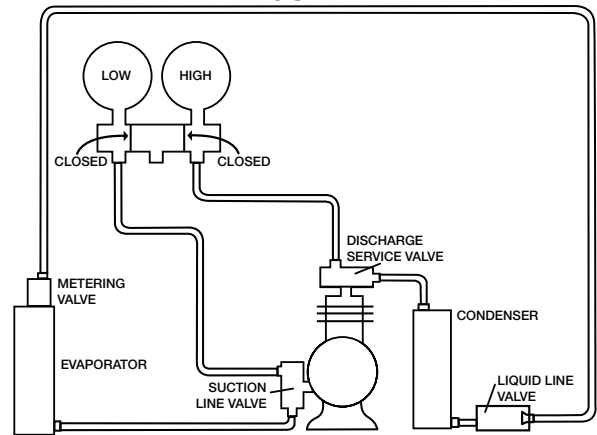 LOW
HIGH
CLOSED
CLOSED
DISCHARGE
SERVICE VALVE
METERING
VALVE
CONDENSER
EVAPORATOR
SUCTION
LINE VALVE
LIQUID LINE
VALVE